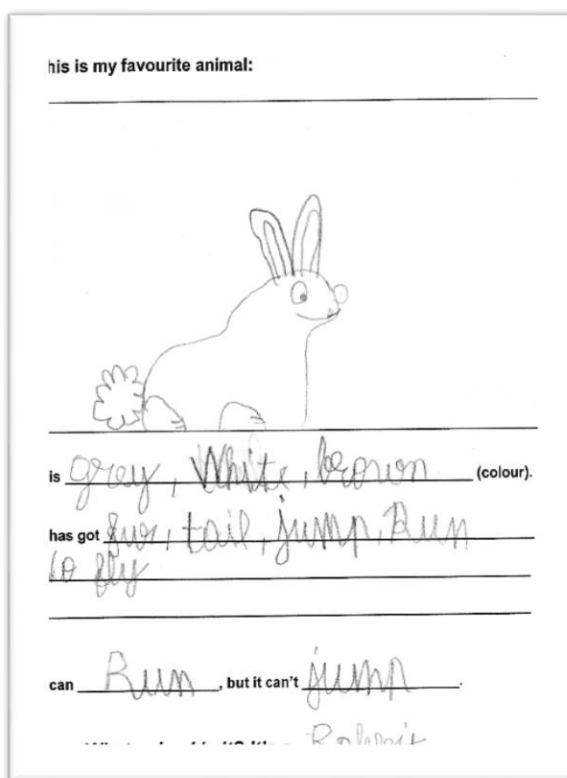 his is my favourite animal:
is grey, White, brown (colour).
has got fur, tail, jump, Run
to fly
can Run, but it can't jump.